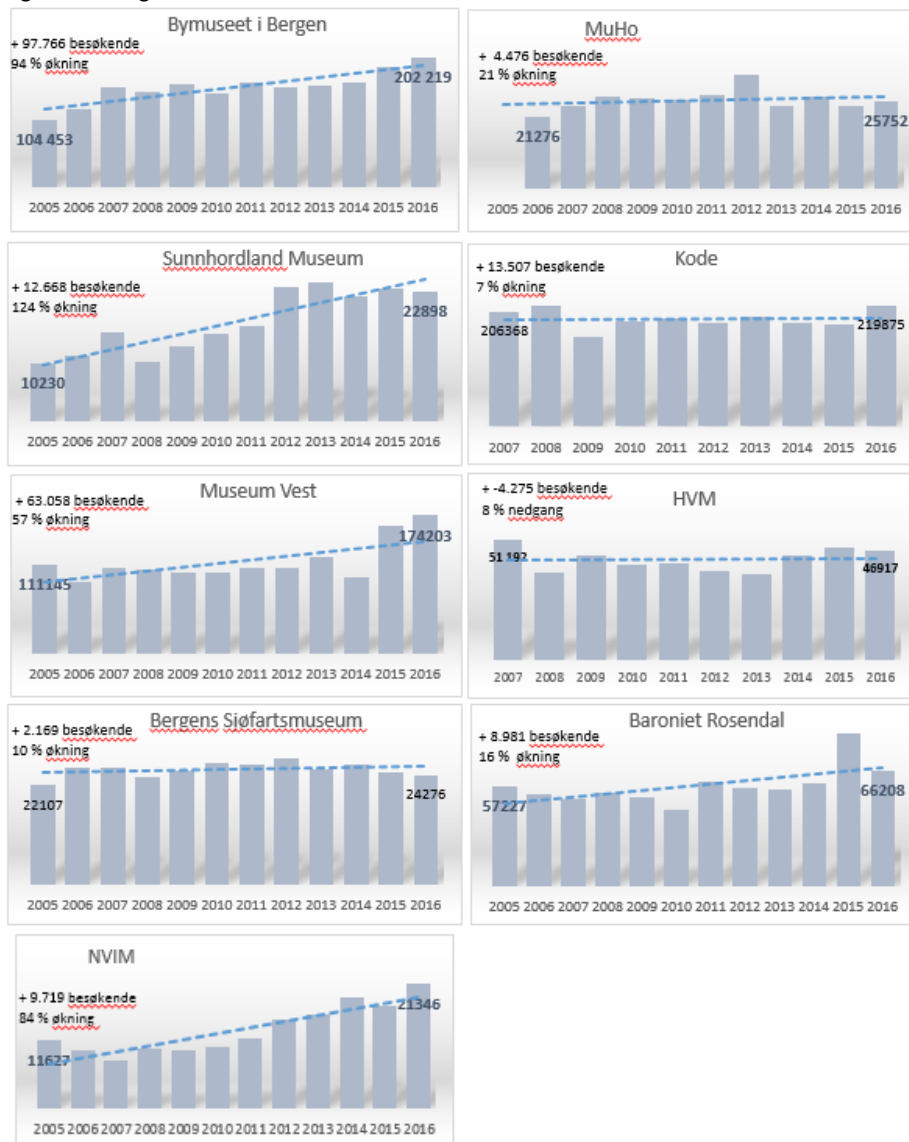 Bymuseet i Bergen
+ 97.766 besøkende
94 % økning
202 219
104 453
2005 2006 2007 2008 2009 2010 2011 2012 2013 2014 2015 2016
MuHo
+ 4.476 besøkende
21 % økning
21276
25752
2005 2006 2007 2008 2009 2010 2011 2012 2013 2014 2015 2016
Sunnhordland Museum
+ 12.668 besøkende
124 % økning
22898
10230
2005 2006 2007 2008 2009 2010 2011 2012 2013 2014 2015 2016
Kode
+ 13.507 besøkende
7 % økning
206368
219875
2007 2008 2009 2010 2011 2012 2013 2014 2015 2016
Museum Vest
+ 63.058 besøkende
57 % økning
174203
111145
2005 2006 2007 2008 2009 2010 2011 2012 2013 2014 2015 2016
+ -4.275 besøkende
HVM
8 % nedgang
51 192
46917
2007 2008 2009 2010 2011 2012 2013 2014 2015 2016
Bergens Sjøfartsmuseum
+ 2.169 besøkende
10 % økning
22107
24276
2005 2006 2007 2008 2009 2010 2011 2012 2013 2014 2015 2016
Baroniet Rosendal
+ 8.981 besøkende
16 % økning
57227
66208
2005 2006 2007 2008 2009 2010 2011 2012 2013 2014 2015 2016
NVIM
+ 9.719 besøkende
84 % økning
21346
11627
2005 2006 2007 2008 2009 2010 2011 2012 2013 2014 2015 2016